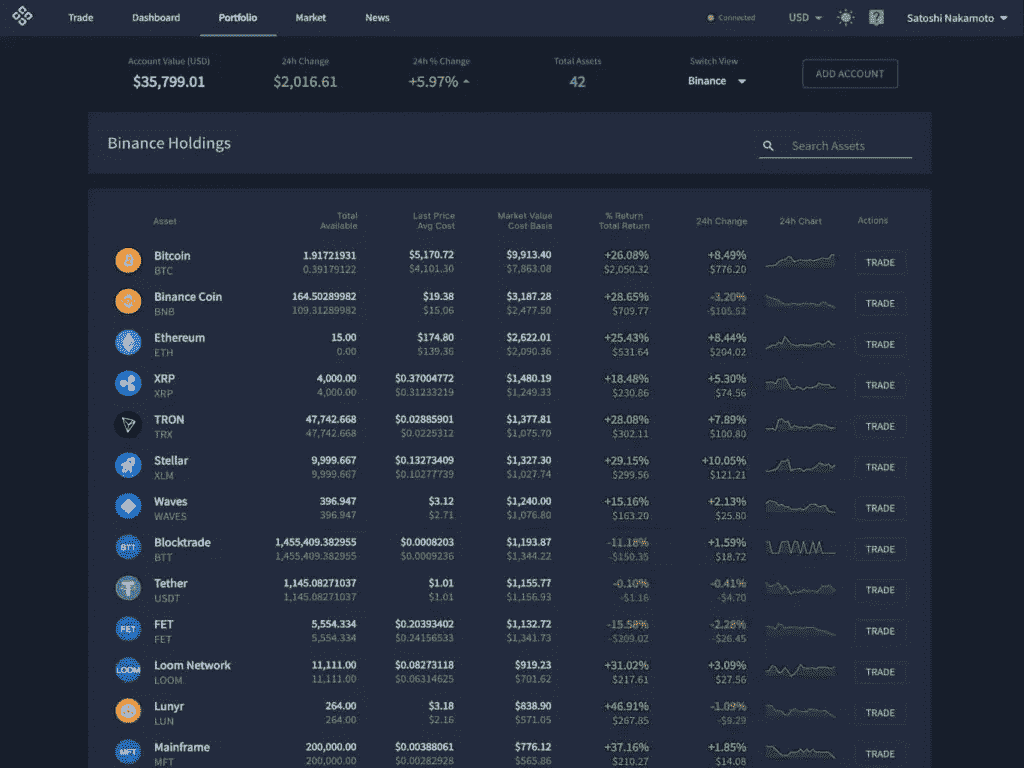 Trade Dashboard Portfolio Market News Connected USD Satoshi Nakamoto
Account Value (USD) 24h Change 24h % Change Total Assets Switch View
$35,799.01 $2,016.61 +5.97% 42 Binance ADD ACCOUNT
Binance Holdings Search Assets
Asset Total Last Price Market Value % Return 24h Change 24h Chart Actions
Available Avg Cost Cost Basis Total Return
Bitcoin 1.91721931 $5,170.72 $9,913.40 +26.08% +8.49% TRADE
BTC 0.39179122 $4,101.30 $7,863.08 $2,050.32 $776.20
Binance Coin 164.50289982 $19.38 $3,187.28 +28.65% -3.20% TRADE
BNB 109.31289982 $15.06 $2,477.50 $709.77 -$105.52
Ethereum 15.00 $174.80 $2,622.01 +25.43% +8.44% TRADE
ETH 0.00 $139.36 $2,090.36 $531.64 $204.02
XRP 4,000.00 $0.37004772 $1,480.19 +18.48% +5.30% TRADE
XRP 4,000.00 $0.31233219 $1,249.33 $230.86 $74.56
TRON 47,742.668 $0.02885901 $1,377.81 +28.08% +7.89% TRADE
TRX 47,742.668 $0.0225312 $1,075.70 $302.11 $100.80
Stellar 9,999.667 $0.13273409 $1,327.30 +29.15% +10.05% TRADE
XLM 9,999.667 $0.10277739 $1,027.74 $299.56 $121.21
Waves 396.947 $3.12 $1,240.00 +15.16% +2.13% TRADE
WAVES 396.947 $2.71 $1,076.80 $163.20 $25.80
BTT Blocktrade 1,455,409.382955 $0.0008203 $1,193.87 -11.18% +1.59% TRADE
BTT 1,455,409.382955 $0.0009236 $1,344.22 -$150.35 $18.72
Tether 1,145.08271037 $1.01 $1,155.77 -0.10% -0.41% TRADE
USDT 1,145.08271037 $1.01 $1,156.93 -$1.16 -$4.70
FET FET 5,554.334 $0.20393402 $1,132.72 -15.58% -2.28% TRADE
FET 5,554.334 $0.24156533 $1,341.73 -$209.02 -$26.45
LOOM Loom Network 11,111.00 $0.08273118 $919.23 +31.02% +3.09% TRADE
LOOM 11,111.00 $0.06314625 $701.62 $217.61 $27.56
Lunyr 264.00 $3.18 $838.90 +46.91% -1.09% TRADE
LUN 264.00 $2.16 $571.05 $267.85 -$9.29
MFT Mainframe 200,000.00 $0.00388061 $776.12 +37.16% +1.85% TRADE
MFT 200,000.00 $0.00282928 $565.86 $210.27 $14.08